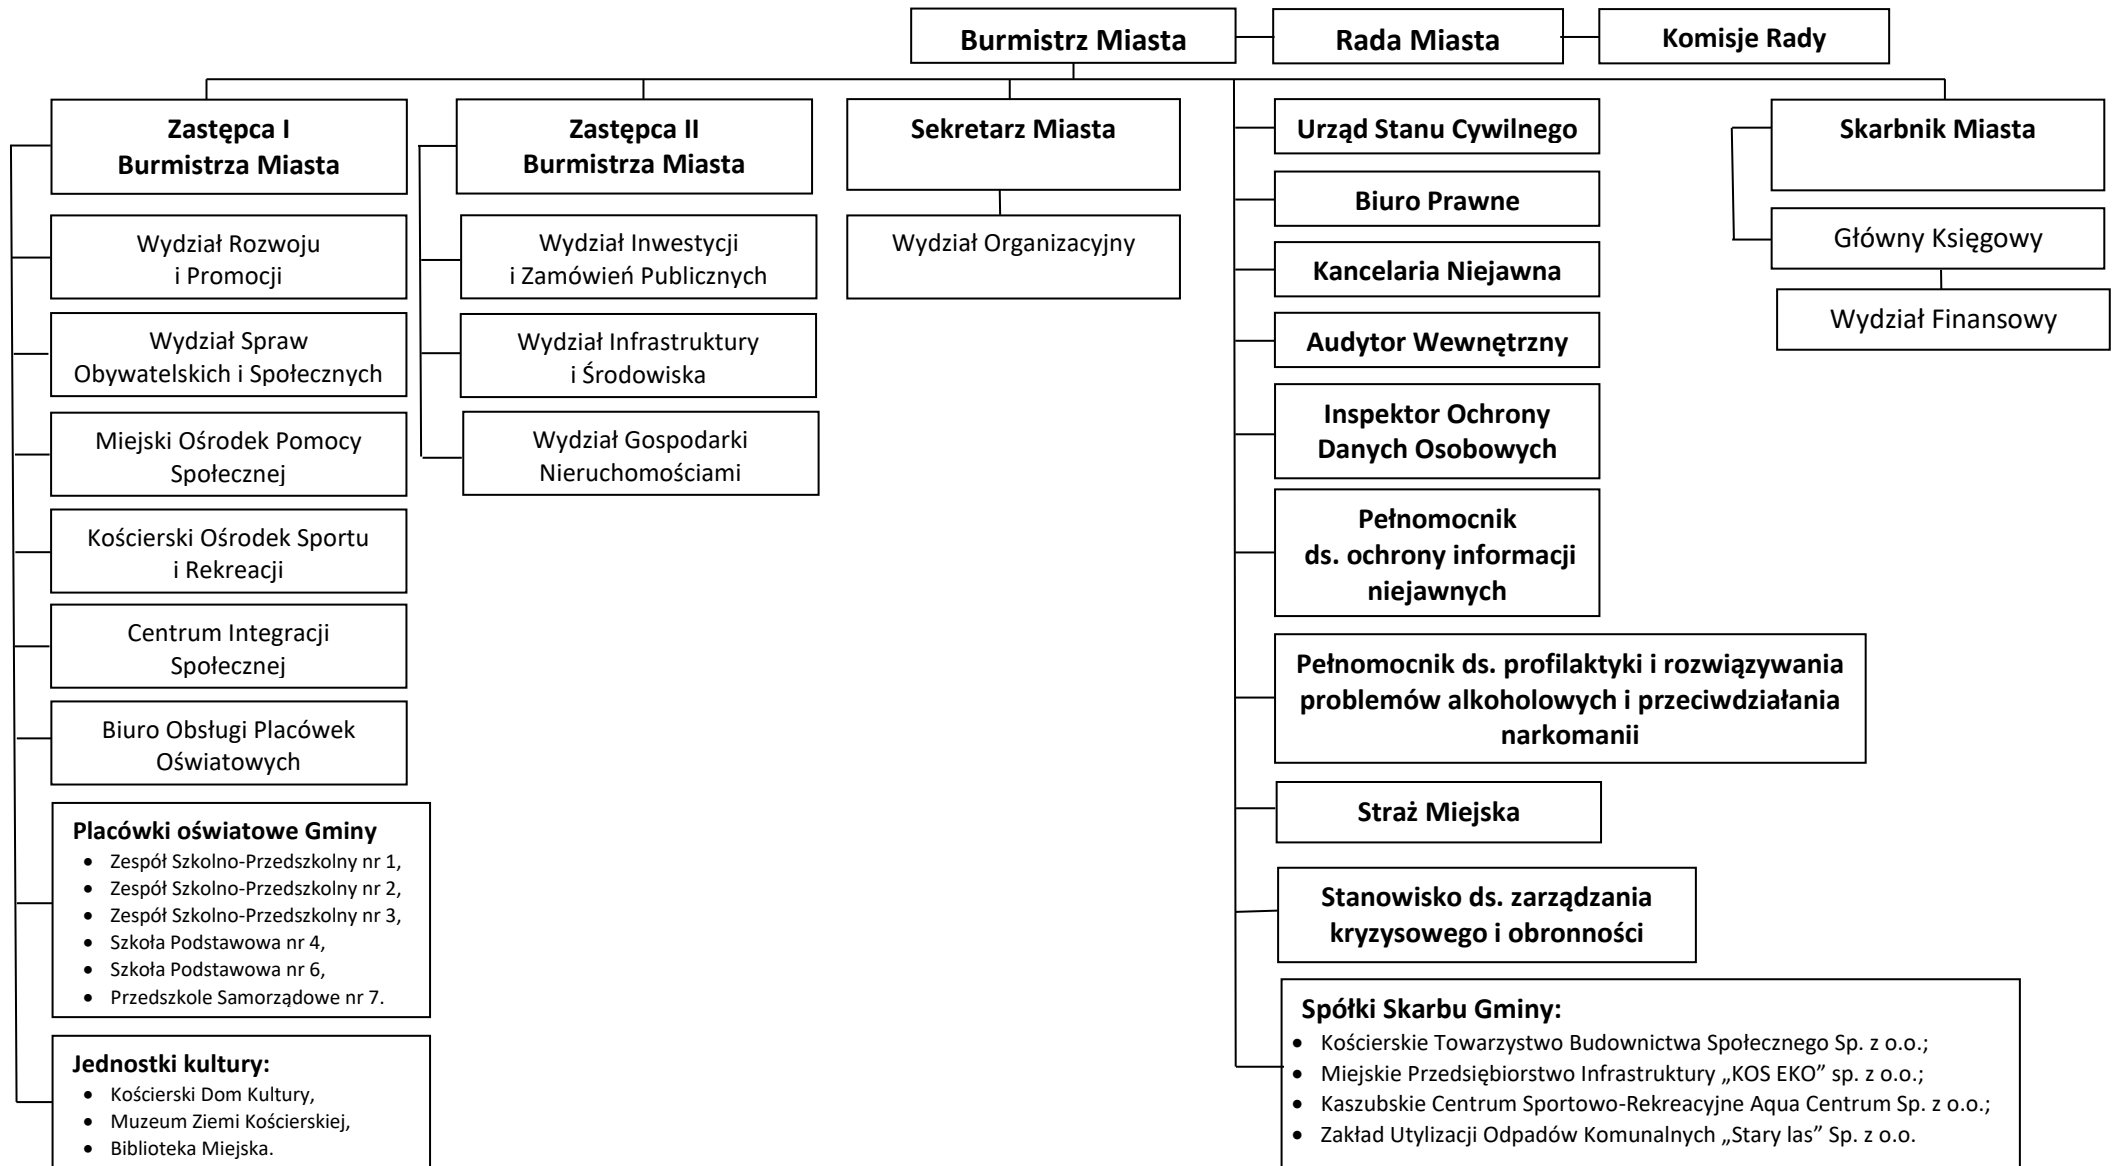 Burmistrz Miasta
Rada Miasta
Komisje Rady
Zastępca I
Burmistrza Miasta
Wydział Rozwoju
i Promocji
Wydział Spraw
Obywatelskich i Społecznych
Miejski Ośrodek Pomocy
Społecznej
Kościerski Ośrodek Sportu
i Rekreacji
Centrum Integracji
Społecznej
Biuro Obsługi Placówek
Oświatowych
Placówki oświatowe Gminy
• Zespół Szkolno-Przedszkolny nr 1,
• Zespół Szkolno-Przedszkolny nr 2,
• Zespół Szkolno-Przedszkolny nr 3,
• Szkoła Podstawowa nr 4,
• Szkoła Podstawowa nr 6,
• Przedszkole Samorządowe nr 7.
Jednostki kultury:
• Kościerski Dom Kultury,
• Muzeum Ziemi Kościerskiej,
• Biblioteka Miejska.
Zastępca II
Burmistrza Miasta
Wydział Inwestycji
i Zamówień Publicznych
Wydział Infrastruktury
i Środowiska
Wydział Gospodarki
Nieruchomościami
Sekretarz Miasta
Wydział Organizacyjny
Urząd Stanu Cywilnego
Biuro Prawne
Kancelaria Niejawna
Audytor Wewnętrzny
Inspektor Ochrony
Danych Osobowych
Pełnomocnik
ds. ochrony informacji
niejawnych
Pełnomocnik ds. profilaktyki i rozwiązywania
problemów alkoholowych i przeciwdziałania
narkomanii
Straż Miejska
Stanowisko ds. zarządzania
kryzysowego i obronności
Spółki Skarbu Gminy:
• Kościerskie Towarzystwo Budownictwa Społecznego Sp. z o.o.;
• Miejskie Przedsiębiorstwo Infrastruktury „KOS EKO” sp. z o.o.;
• Kaszubskie Centrum Sportowo-Rekreacyjne Aqua Centrum Sp. z o.o.;
• Zakład Utylizacji Odpadów Komunalnych „Stary las” Sp. z o.o.
Skarbnik Miasta
Główny Księgowy
Wydział Finansowy